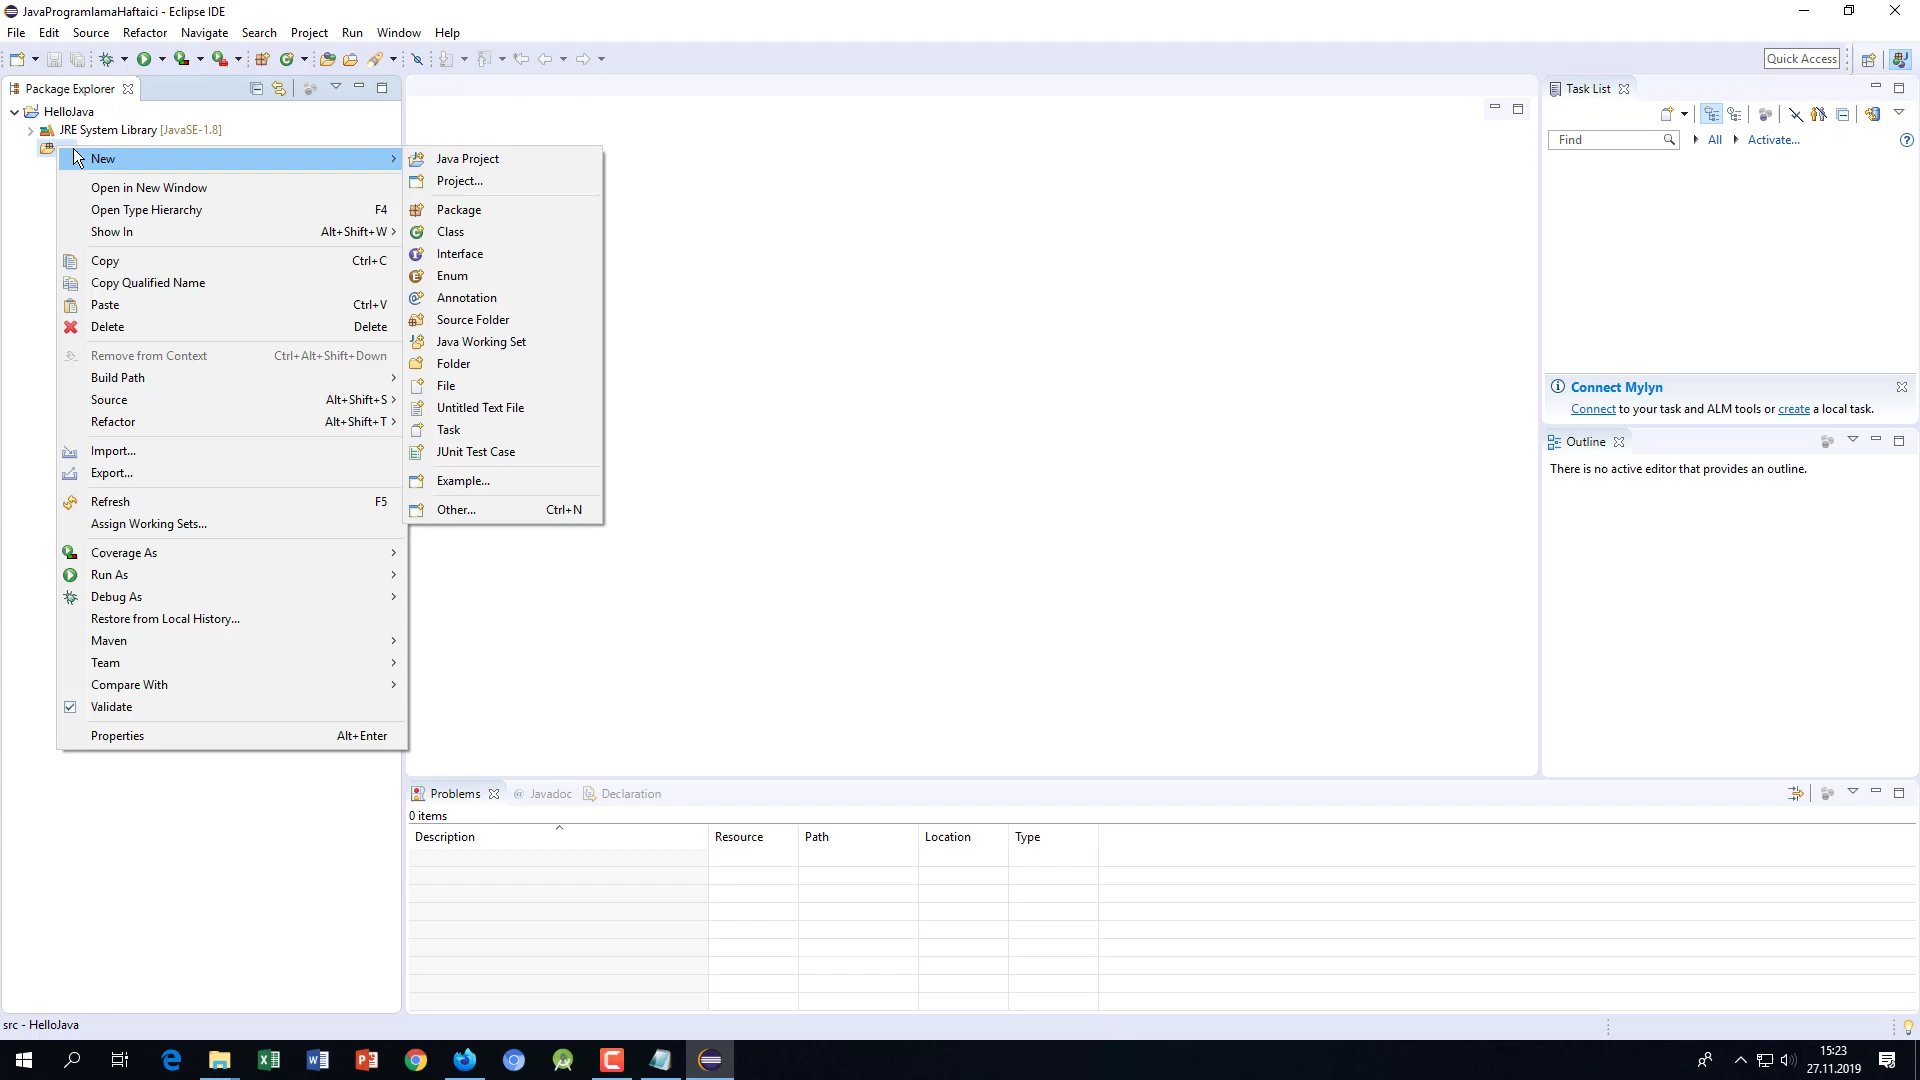 JavaProgramlamaHaftaici - Eclipse IDE
File Edit Source Refactor Navigate Search Project Run Window Help
Quick Access
Package Explorer
HelloJava
JRE System Library [JavaSE-1.8]
New
Open in New Window
Open Type Hierarchy F4
Show In Alt+Shift+W
Copy Ctrl+C
Copy Qualified Name
Paste Ctrl+V
Delete Delete
Remove from Context Ctrl+Alt+Shift+Down
Build Path
Source Alt+Shift+S
Refactor Alt+Shift+T
Import...
Export...
Refresh F5
Assign Working Sets...
Coverage As
Run As
Debug As
Restore from Local History...
Maven
Team
Compare With
Validate
Properties Alt+Enter
Java Project
Project...
Package
Class
Interface
Enum
Annotation
Source Folder
Java Working Set
Folder
File
Untitled Text File
Task
JUnit Test Case
Example...
Other... Ctrl+N
Task List
Find All Activate...
Connect Mylyn
Connect to your task and ALM tools or create a local task.
Outline
There is no active editor that provides an outline.
Problems @ Javadoc Declaration
0 items
Description Resource Path Location Type
src - HelloJava
15:23
27.11.2019